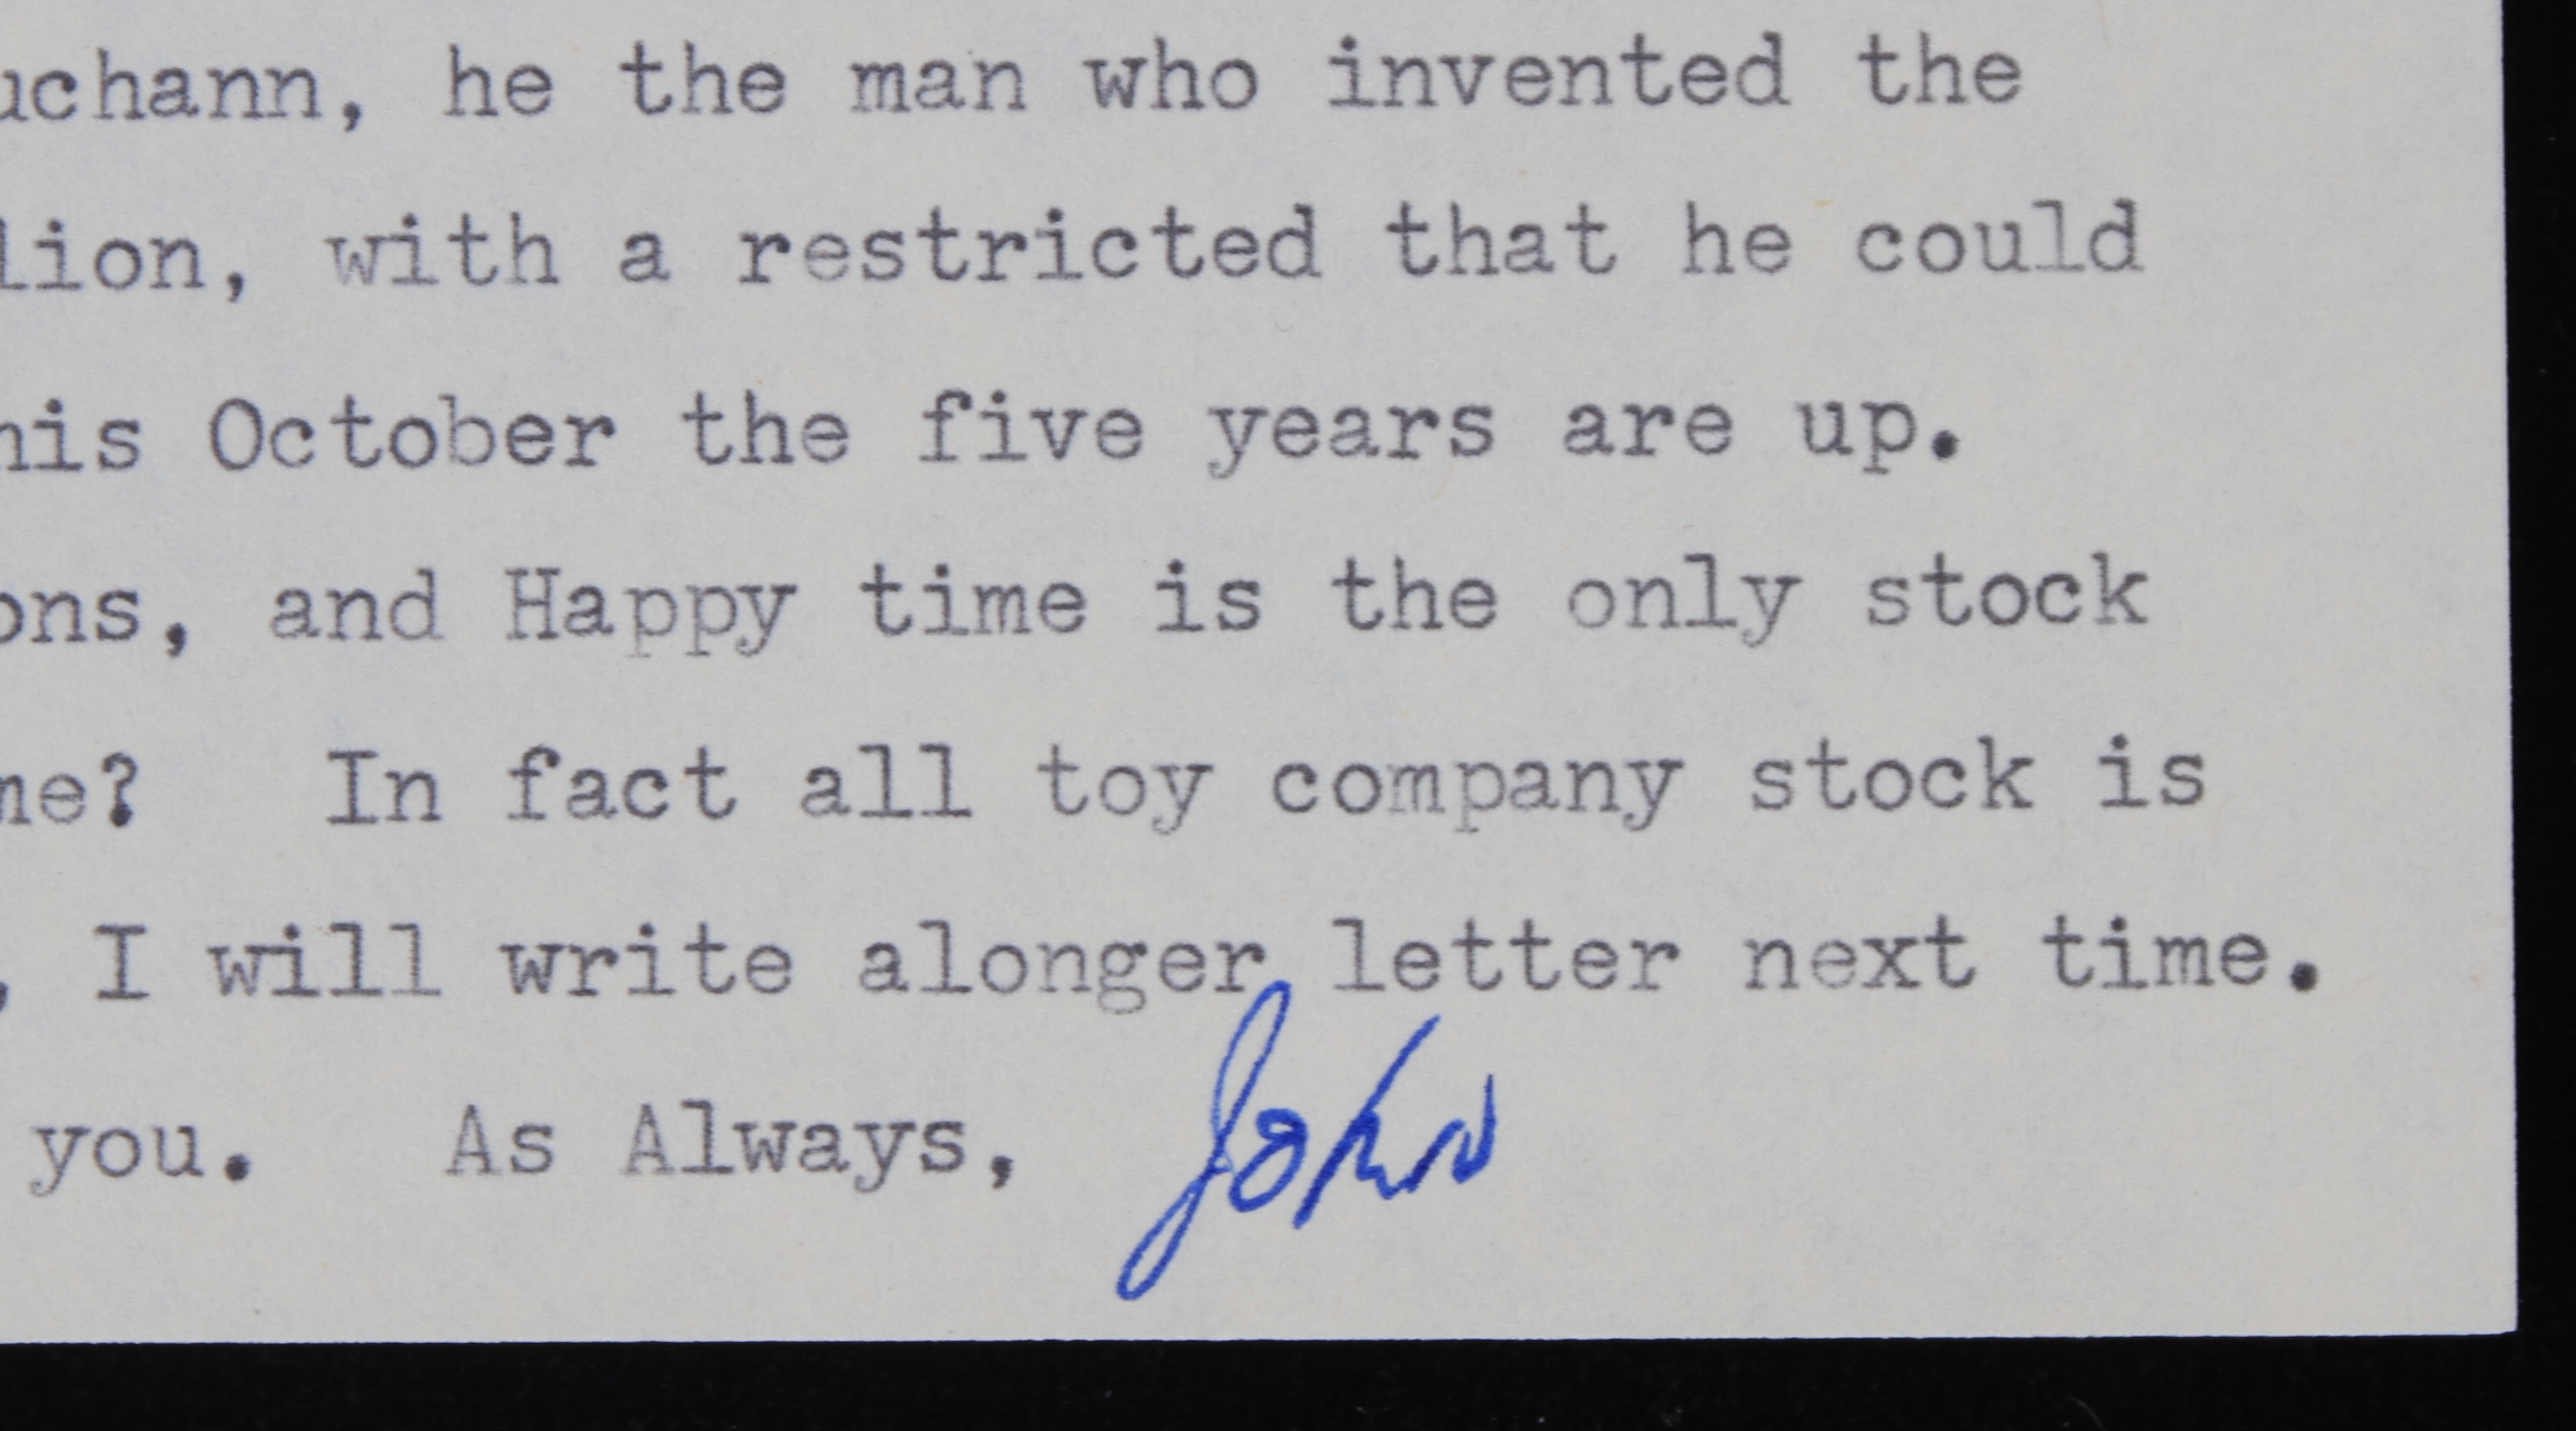 uchann, he the man who invented the
lion, with a restricted that he could
his October the five years are up.
ons, and Happy time is the only stock
me? In fact all toy company stock is
, I will write alonger letter next time.
you. As Always, John